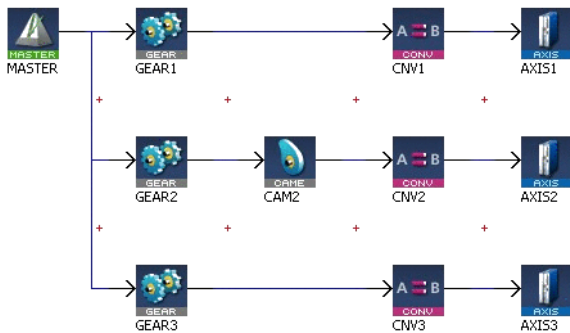 MASTER GEAR A B CONV AXIS
MASTER GEAR1 CNV1 AXIS1
GEAR CAME A B CONV AXIS
GEAR2 CAM2 CNV2 AXIS2
GEAR A B CONV AXIS
GEAR3 CNV3 AXIS3